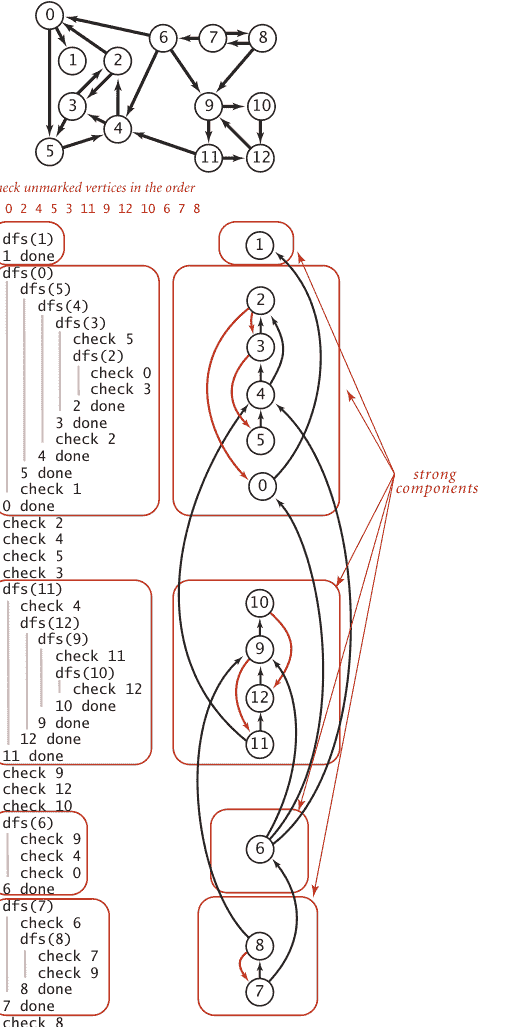 0
6
7
8
1
2
3
9
10
4
5
11
12
heck unmarked vertices in the order
0 2 4 5 3 11 9 12 10 6 7 8
dfs(1)
1 done
dfs(0)
dfs(5)
dfs(4)
dfs(3)
check 5
dfs(2)
check 0
check 3
2 done
3 done
check 2
4 done
5 done
check 1
0 done
check 2
check 4
check 5
check 3
dfs(11)
check 4
dfs(12)
dfs(9)
check 11
dfs(10)
check 12
10 done
9 done
12 done
11 done
check 9
check 12
check 10
dfs(6)
check 9
check 4
check 0
6 done
dfs(7)
check 6
dfs(8)
check 7
check 9
8 done
7 done
check 8
1
2
3
4
5
0
10
9
12
11
6
8
7
strong
components